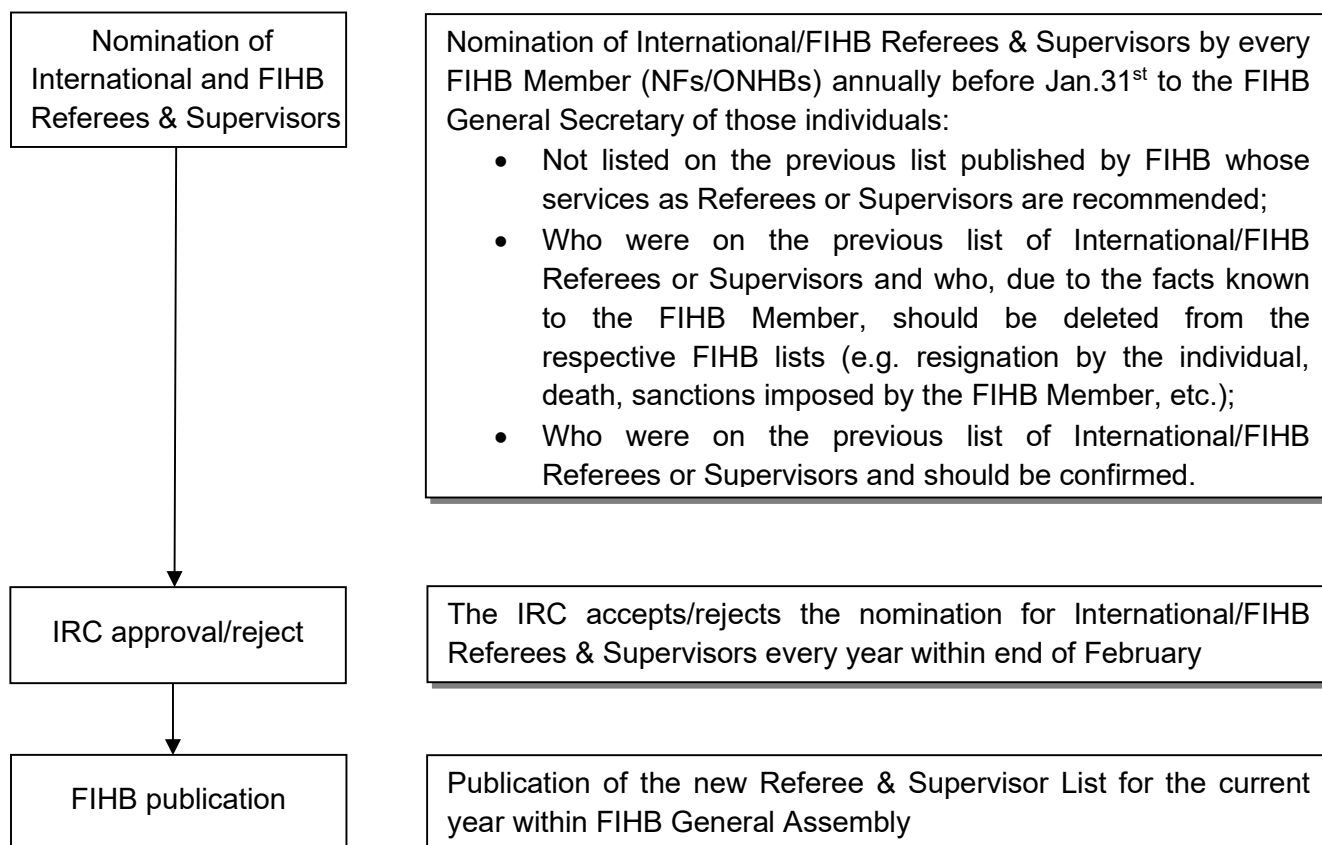 Nomination of
International and FIHB
Referees & Supervisors
Nomination of International/FIHB Referees & Supervisors by every
FIHB Member (NFs/ONHBs) annually before Jan.31st to the FIHB
General Secretary of those individuals:
• Not listed on the previous list published by FIHB whose
services as Referees or Supervisors are recommended;
• Who were on the previous list of International/FIHB
Referees or Supervisors and who, due to the facts known
to the FIHB Member, should be deleted from the
respective FIHB lists (e.g. resignation by the individual,
death, sanctions imposed by the FIHB Member, etc.);
• Who were on the previous list of International/FIHB
Referees or Supervisors and should be confirmed.
IRC approval/reject
The IRC accepts/rejects the nomination for International/FIHB
Referees & Supervisors every year within end of February
FIHB publication
Publication of the new Referee & Supervisor List for the current
year within FIHB General Assembly